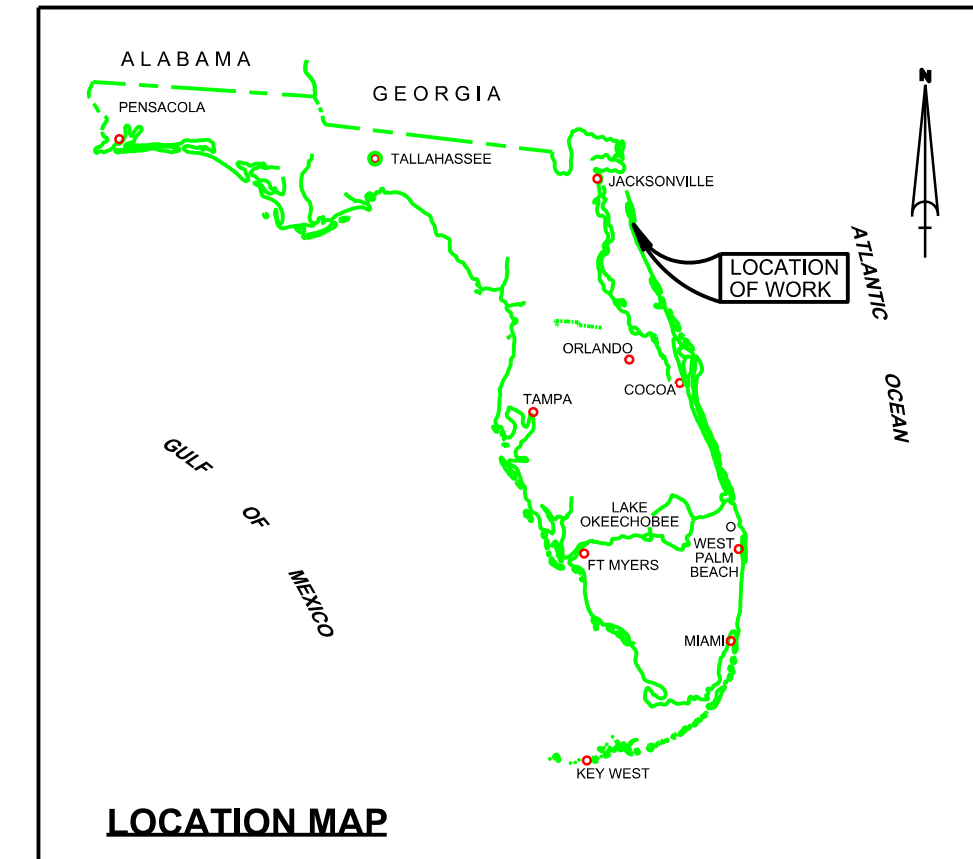 ALABAMA
GEORGIA
N
PENSACOLA
TALLAHASSEE
JACKSONVILLE
ATLANTIC
OCEAN
LOCATION
OF WORK
ORLANDO
COCOA
TAMPA
GULF
OF
MEXICO
LAKE
OKEECHOBEE
WEST
PALM
BEACH
FT MYERS
MIAMI
KEY WEST
LOCATION MAP